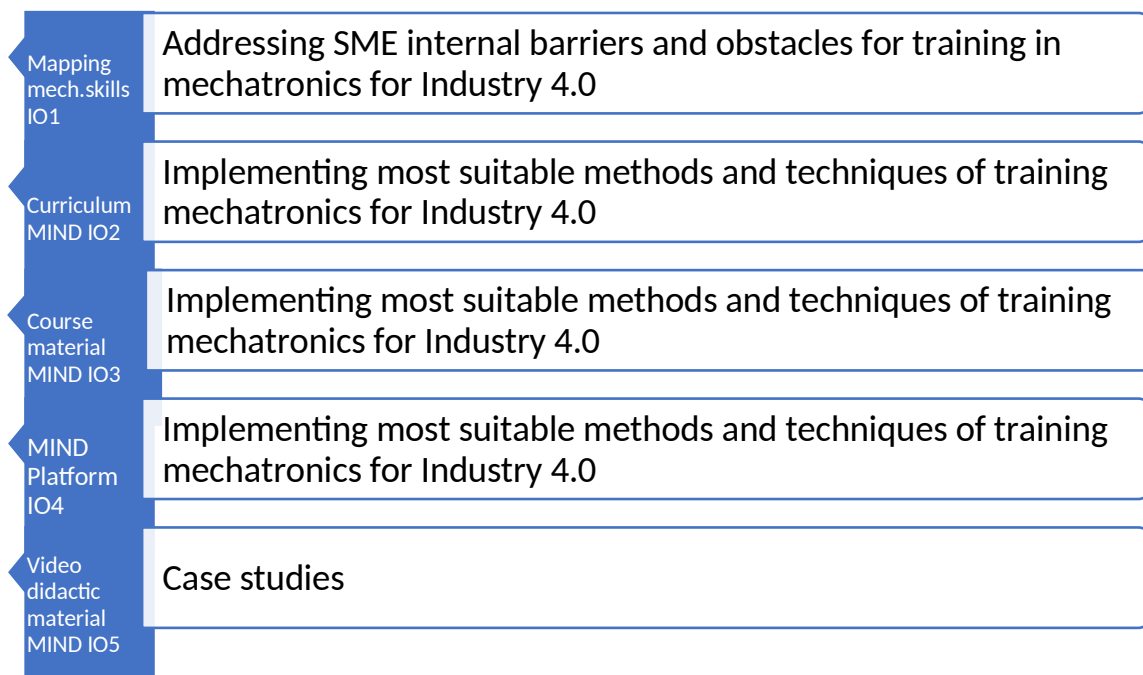 Mapping
mech.skills
IO1
Addressing SME internal barriers and obstacles for training in
mechatronics for Industry 4.0
Curriculum
MIND IO2
Implementing most suitable methods and techniques of training
mechatronics for Industry 4.0
Course
material
MIND IO3
Implementing most suitable methods and techniques of training
mechatronics for Industry 4.0
MIND
Platform
IO4
Implementing most suitable methods and techniques of training
mechatronics for Industry 4.0
Video
didactic
material
MIND IO5
Case studies